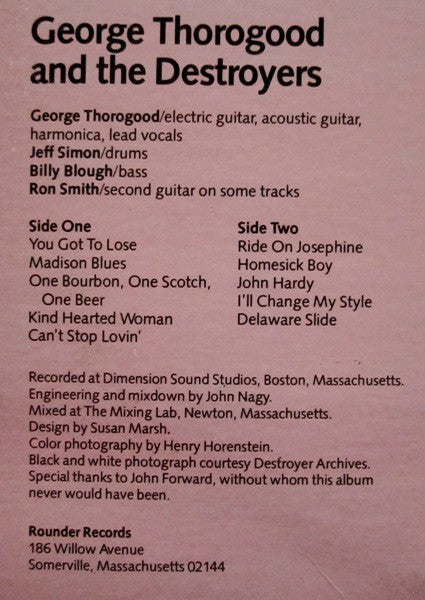 George Thorogood
and the Destroyers
George Thorogood/electric guitar, acoustic guitar,
harmonica, lead vocals
Jeff Simon/drums
Billy Blough/bass
Ron Smith/second guitar on some tracks
Side One
You Got To Lose
Madison Blues
One Bourbon, One Scotch,
One Beer
Kind Hearted Woman
Can't Stop Lovin'
Side Two
Ride On Josephine
Homesick Boy
John Hardy
I'll Change My Style
Delaware Slide
Recorded at Dimension Sound Studios, Boston, Massachusetts.
Engineering and mixdown by John Nagy.
Mixed at The Mixing Lab, Newton, Massachusetts.
Design by Susan Marsh.
Color photography by Henry Horenstein.
Black and white photograph courtesy Destroyer Archives.
Special thanks to John Forward, without whom this album
never would have been.
Rounder Records
186 Willow Avenue
Somerville, Massachusetts 02144